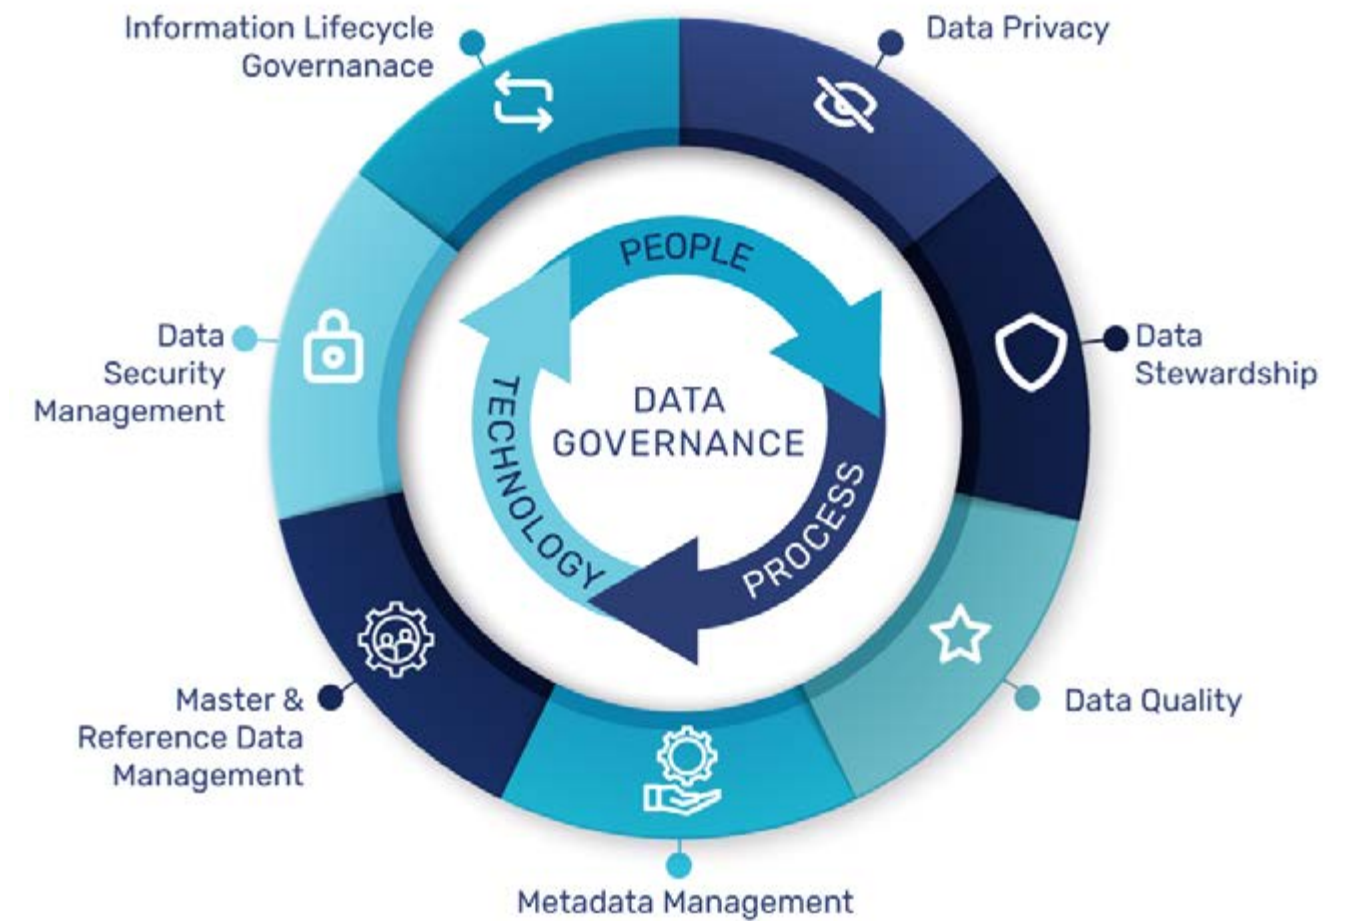 Information Lifecycle
Governanace
Data Privacy
Data
Stewardship
Data Quality
Metadata Management
Master &
Reference Data
Management
Data
Security
Management
PEOPLE
PROCESS
TECHNOLOGY
DATA
GOVERNANCE